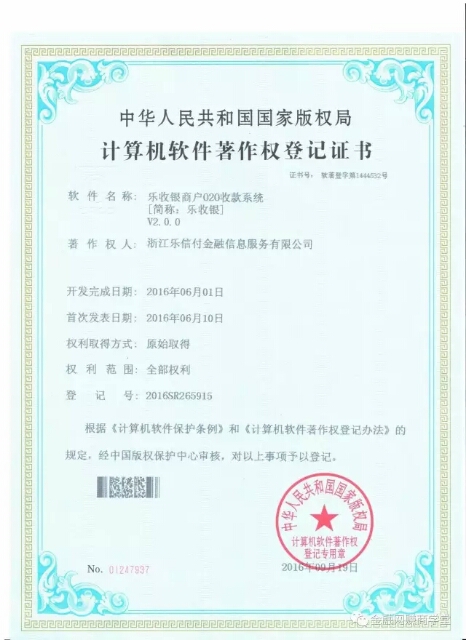 中华人民共和国国家版权局
计算机软件著作权登记证书
证书号： 软著登字第1444532号
软件名称： 乐收银商户O2O收款系统
[简称：乐收银]
V2.0.0
著作权人： 浙江乐信付金融信息服务有限公司
开发完成日期： 2016年06月01日
首次发表日期： 2016年06月10日
权利取得方式： 原始取得
权利范围： 全部权利
登记号： 2016SR265915
根据《计算机软件保护条例》和《计算机软件著作权登记办法》的
规定，经中国版权保护中心审核，对以上事项予以登记。
中华人民共和国国家版权局
计算机软件著作权
登记专用章
No. 01247937
2016年09月19日